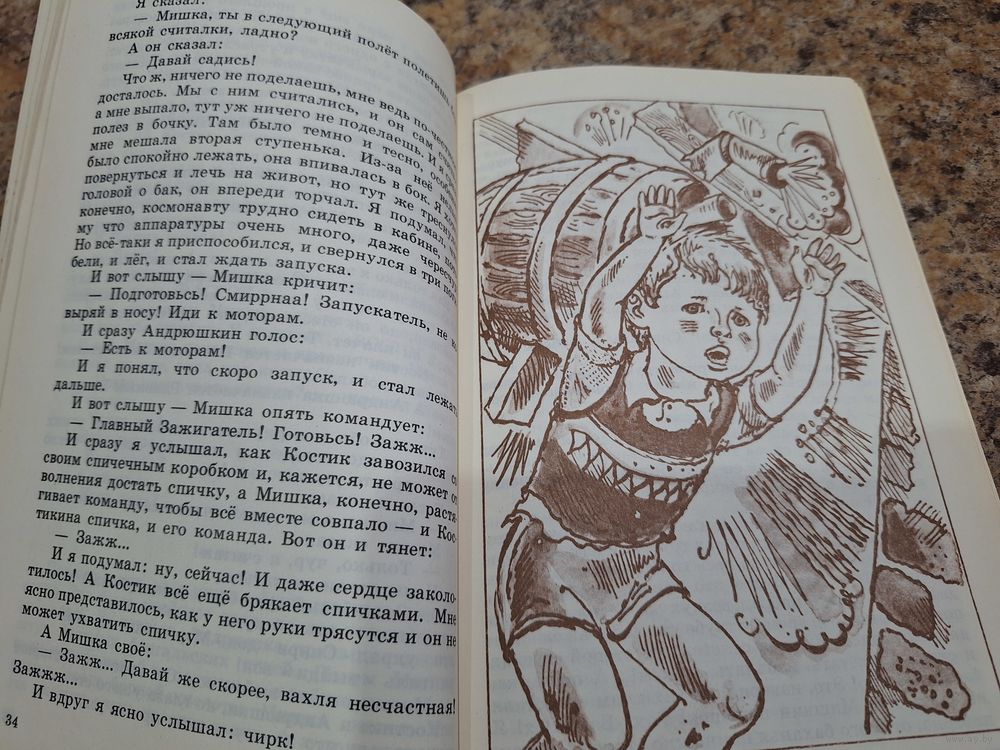 Я сказал:
— Мишка, ты в следующий полёт полетишь
всякой считалки, ладно?
А он сказал:
— Давай садись!
Что ж, ничего не поделаешь, мне ведь
досталось. Мы с ним считались, и он сам
а мне выпало, тут уж ничего не поделаешь. И я
полез в бочку. Там было темно и тесно,
мне мешала вторая ступенька. Из-за неё
было спокойно лежать, она впивалась в бок. Я
повернуться и лечь на живот, но тут же
головой о бак, он впереди торчал. Я подумал,
конечно, космонавту трудно сидеть в кабине,
му что аппаратуры очень много, даже
Но всё-таки я приспособился, и свернулся в три
бели, и лёг, и стал ждать запуска.
И вот слышу — Мишка кричит:
— Подготовьсь! Смиррнаа! Запускатель, не
выряй в носу! Иди к моторам.
И сразу Андрюшкин голос:
— Есть к моторам!
И я понял, что скоро запуск, и стал лежать
дальше.
И вот слышу — Мишка опять командует:
— Главный Зажигатель! Готовьсь! Зажж...
И сразу я услышал, как Костик завозился
своим спичечным коробком и, кажется, не может от
волнения достать спичку, а Мишка, конечно, растя-
гивает команду, чтобы всё вместе совпало — и Кос-
тикина спичка, и его команда. Вот он и тянет:
— Зажж...
И я подумал: ну, сейчас! И даже сердце заколо-
тилось! А Костик всё ещё брякает спичками. Мне
ясно представилось, как у него руки трясутся и он не
может ухватить спичку.
А Мишка своё:
— Зажж... Давай же скорее, вахля несчастная!
Зажжж...
И вдруг я ясно услышал: чирк!
34